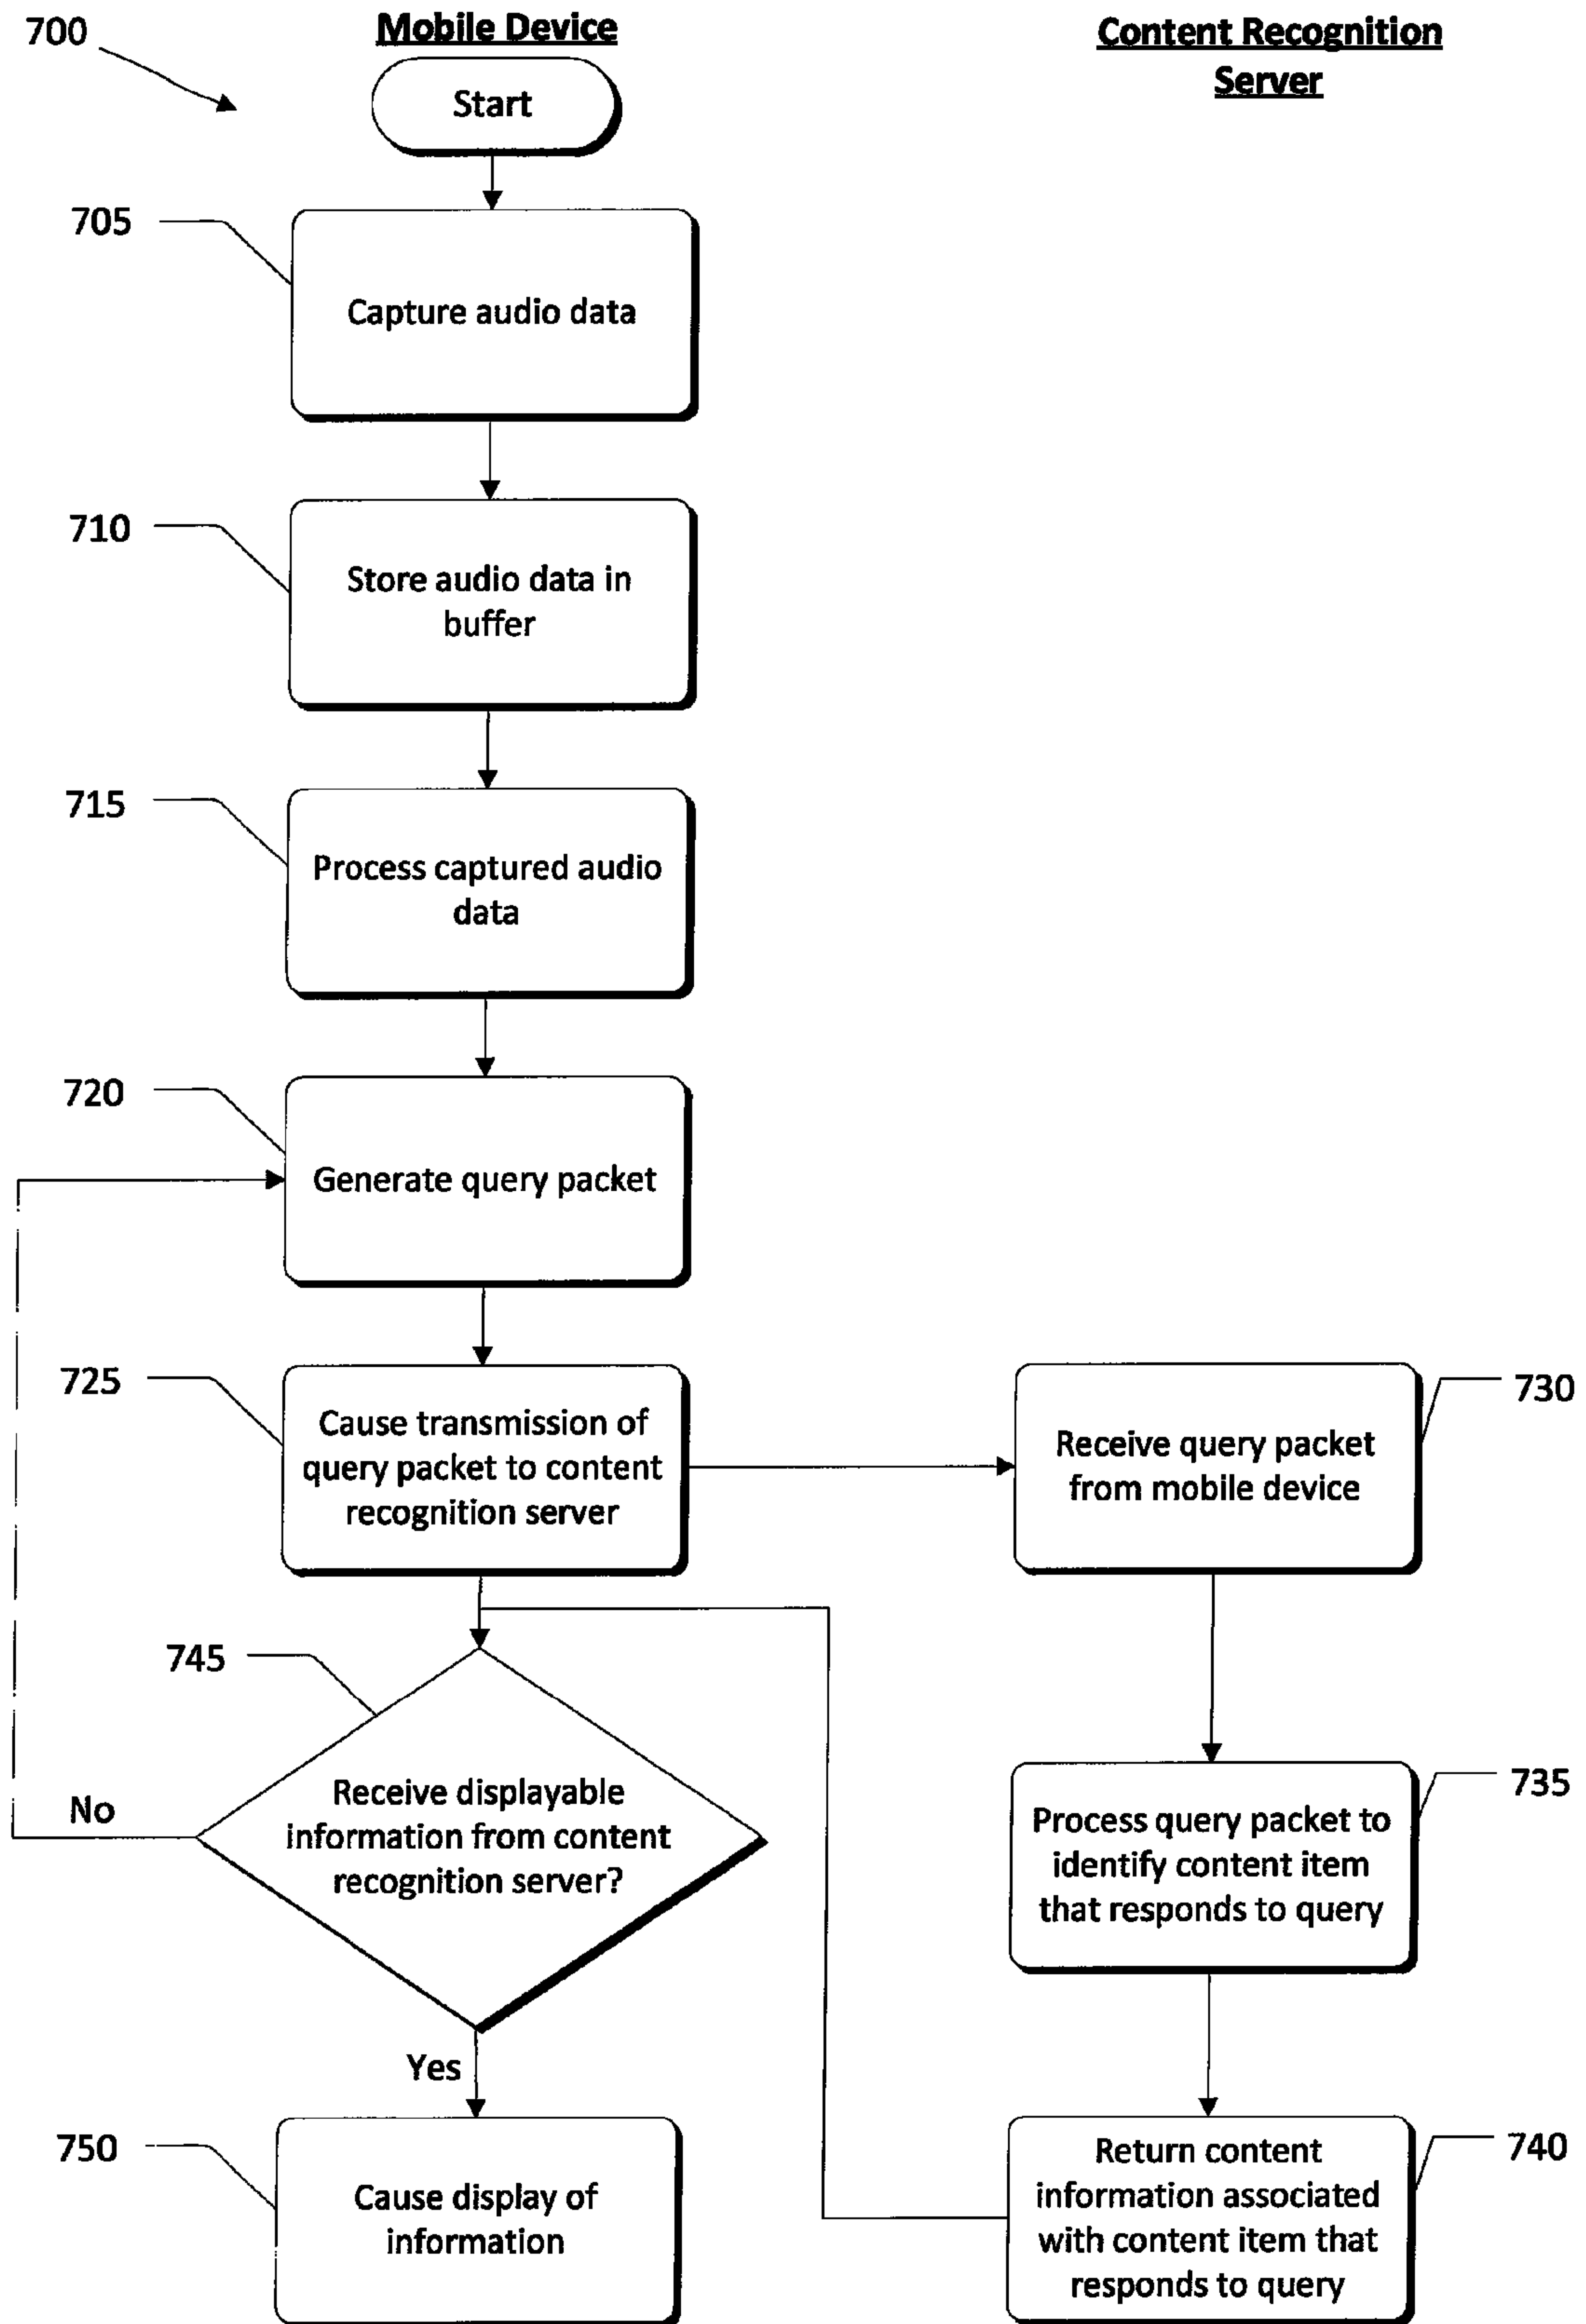 700
Mobile Device
Content Recognition
Server
Start
705
Capture audio data
710
Store audio data in
buffer
715
Process captured audio
data
720
Generate query packet
725
Cause transmission of
query packet to content
recognition server
730
Receive query packet
from mobile device
745
Receive displayable
information from content
recognition server?
No
Yes
735
Process query packet to
identify content item
that responds to query
750
Cause display of
information
740
Return content
information associated
with content item that
responds to query